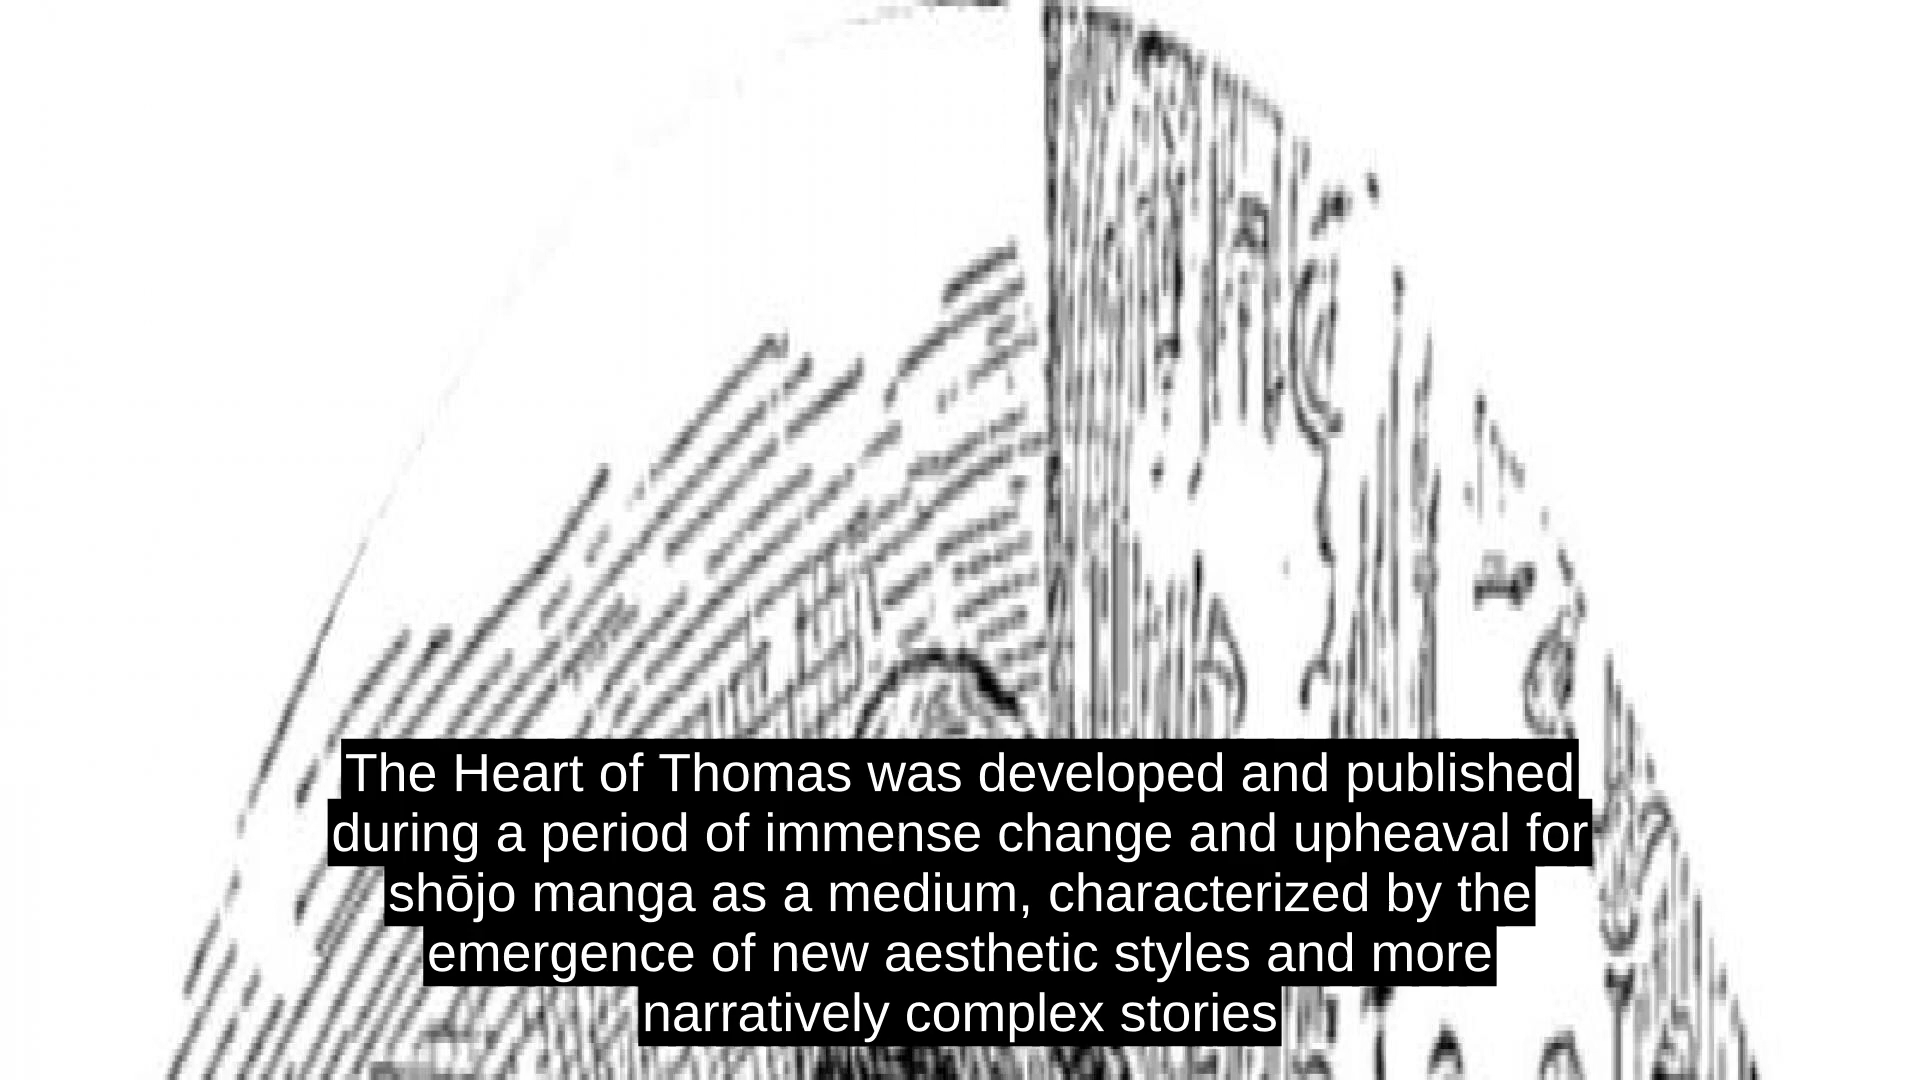 The Heart of Thomas was developed and published
during a period of immense change and upheaval for
shōjo manga as a medium, characterized by the
emergence of new aesthetic styles and more
narratively complex stories